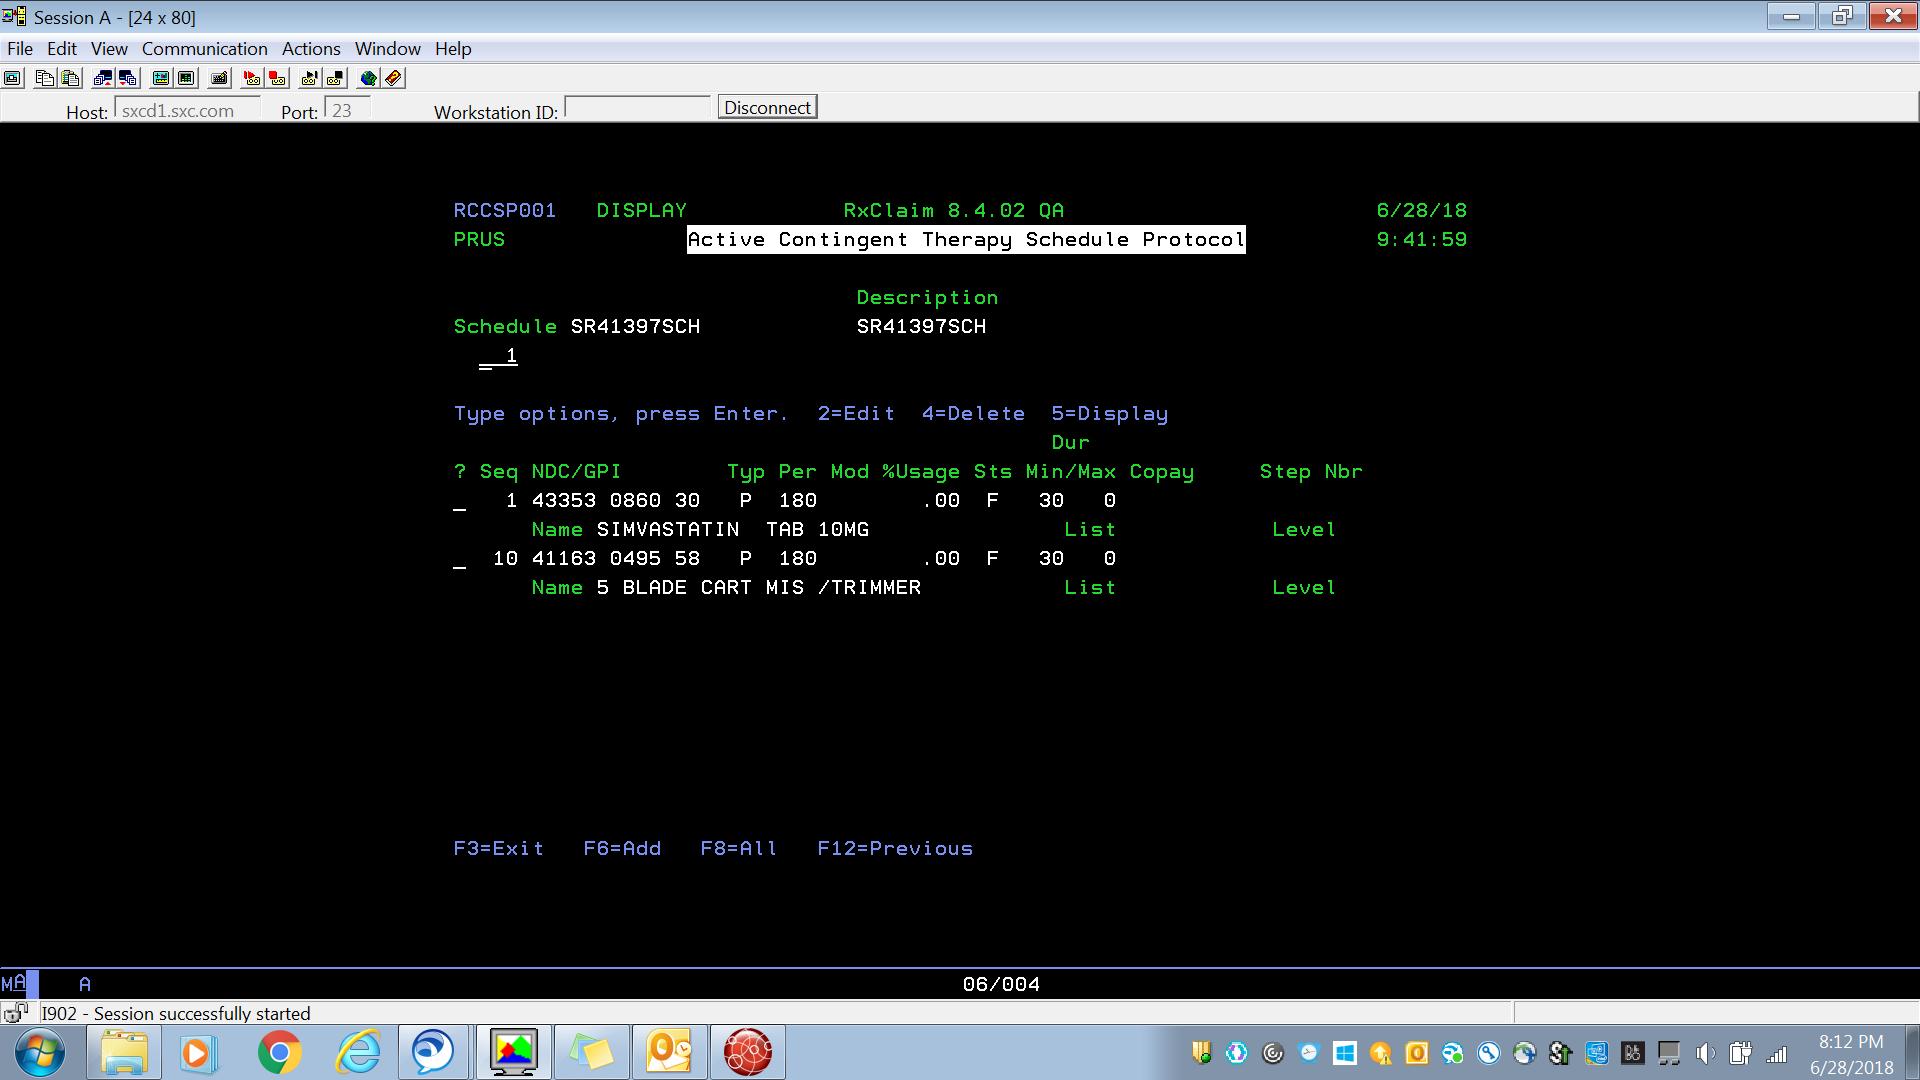 Session A - [24 x 80]
File Edit View Communication Actions Window Help
Host: sxcd1.sxc.com Port: 23 Workstation ID: Disconnect
RCCSP001 DISPLAY RxClaim 8.4.02 QA 6/28/18
PRUS Active Contingent Therapy Schedule Protocol 9:41:59
Description
Schedule SR41397SCH SR41397SCH
1
Type options, press Enter. 2=Edit 4=Delete 5=Display
Dur
? Seq NDC/GPI Typ Per Mod %Usage Sts Min/Max Copay Step Nbr
_ 1 43353 0860 30 P 180 .00 F 30 0
Name SIMVASTATIN TAB 10MG List Level
_ 10 41163 0495 58 P 180 .00 F 30 0
Name 5 BLADE CART MIS /TRIMMER List Level
F3=Exit F6=Add F8=All F12=Previous
MA A 06/004
I902 - Session successfully started
8:12 PM
6/28/2018